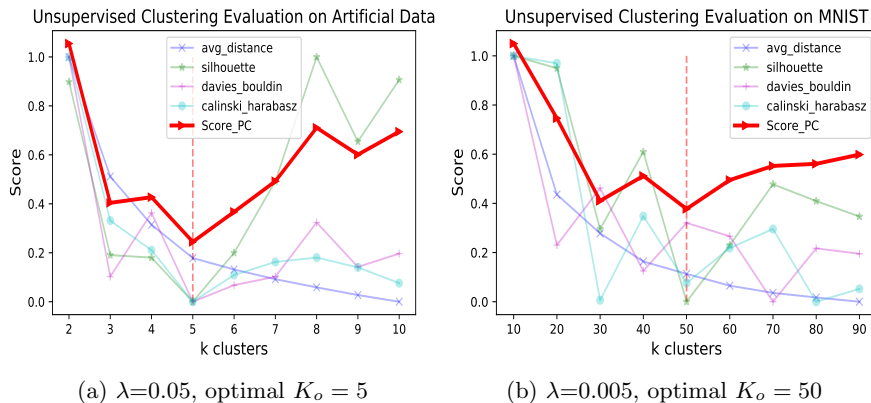 Unsupervised Clustering Evaluation on Artificial Data
1.0
0.8
0.6
0.4
0.2
0.0
Score
avg_distance
silhouette
davies_bouldin
calinski_harabasz
Score_PC
2 3 4 5 6 7 8 9 10
k clusters
(a) λ=0.05, optimal K_o = 5
Unsupervised Clustering Evaluation on MNIST
1.0
0.8
0.6
0.4
0.2
0.0
Score
avg_distance
silhouette
davies_bouldin
calinski_harabasz
Score_PC
10 20 30 40 50 60 70 80 90
k clusters
(b) λ=0.005, optimal K_o = 50